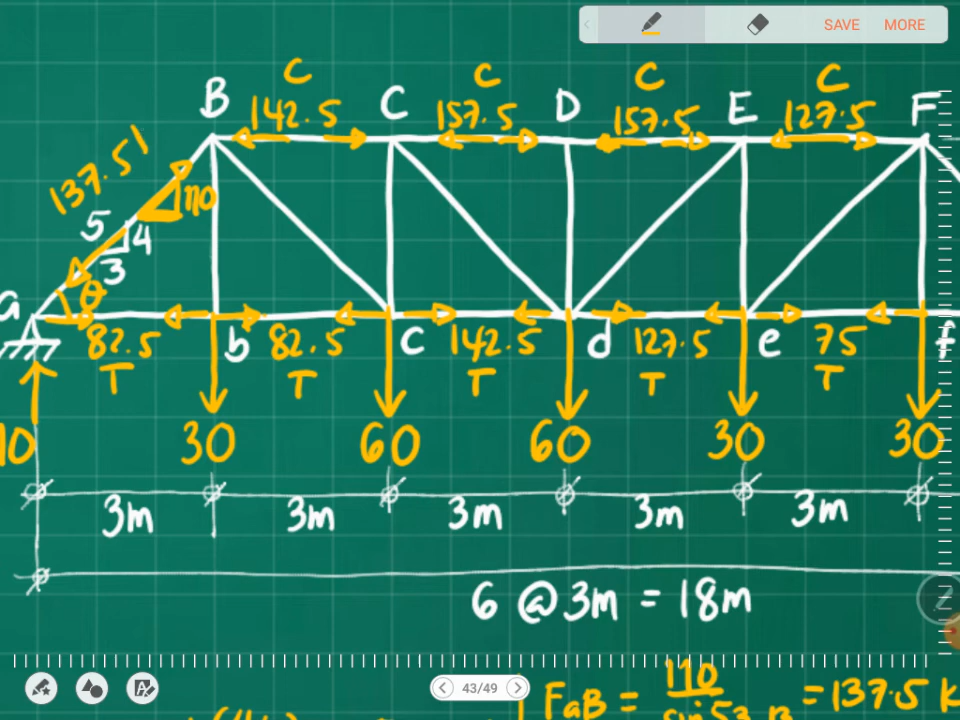 SAVE MORE
C C C C
B 142.5 C 157.5 D 157.5 E 127.5 F
137.51
110
5 4
3
θ
a
82.5 b 82.5 c 142.5 d 127.5 e 75 f
T T T T T
30 60 60 30 30
3m 3m 3m 3m 3m
6 @ 3m = 18m
43/49
FaB = 110 = 137.5 k